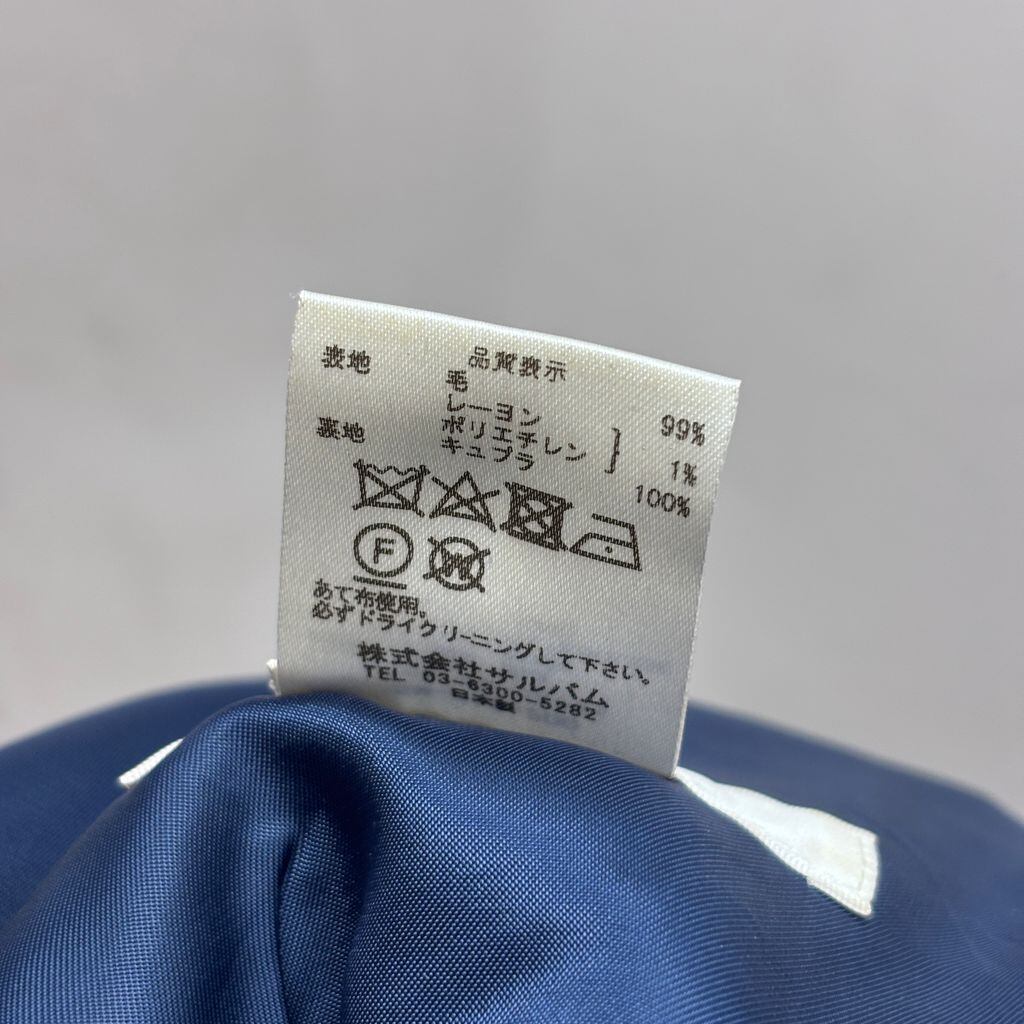 品質表示
表地 毛 99%
レーヨン ポリエチレン } 1%
裏地 キュプラ 100%
F
W
あて布使用。
必ずドライクリーニングして下さい。
株式会社サルバム
TEL 03-6300-5282
日本製